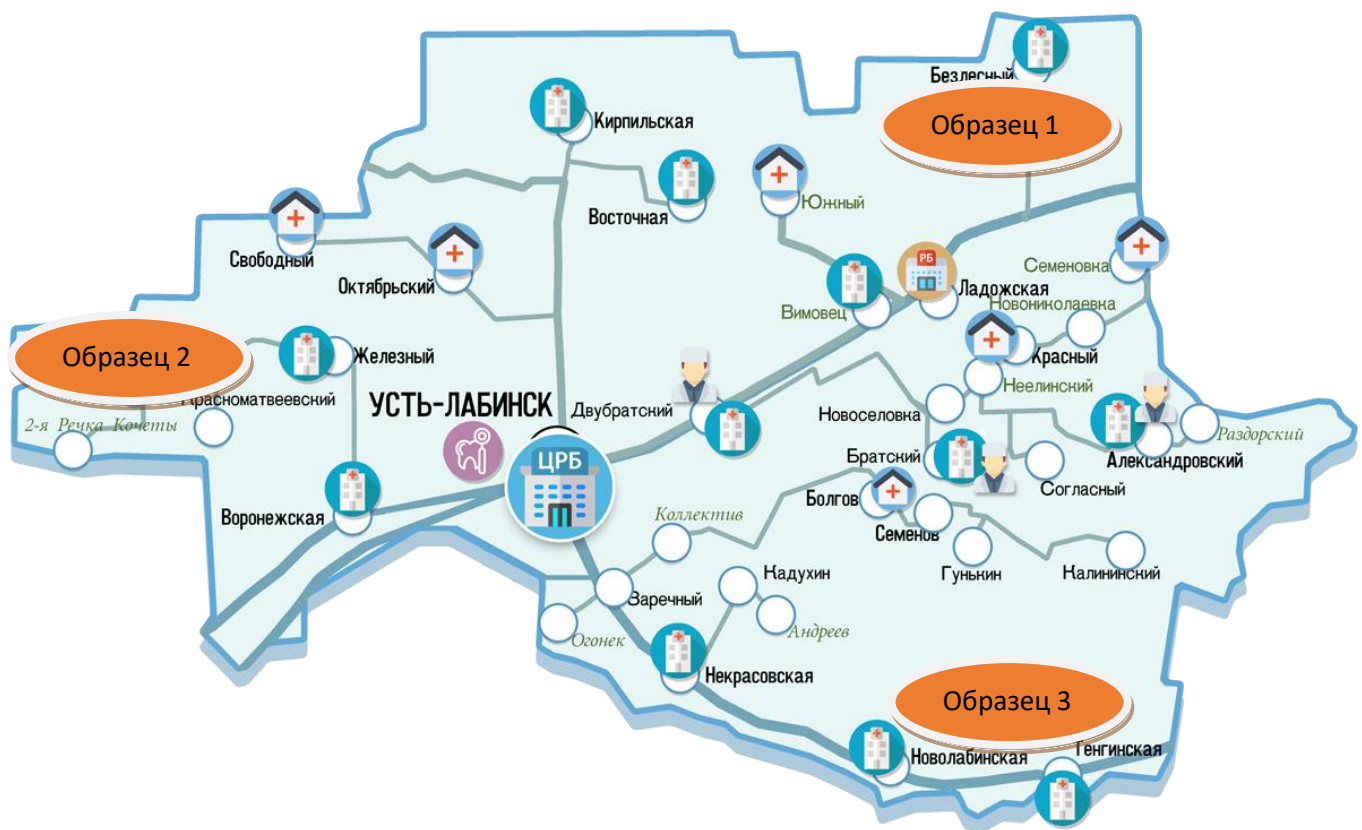 Безлесный
Образец 1
Кирпильская
Восточная
Южный
Свободный
Октябрьский
Семеновка
РБ
Ладожская
Новониколаевка
Вимовец
Образец 2
Железный
Красный
Неелинский
Красноматвеевский
УСТЬ-ЛАБИНСК
Двубратский
Новоселовка
2-я Речка Кочеты
Раздорский
Братский
Александровский
ЦРБ
Согласный
Болгов
Воронежская
Коллектив
Семенов
Гунькин
Калининский
Кадухин
Заречный
Огонек
Андреев
Некрасовская
Образец 3
Новолабинская
Тенгинская